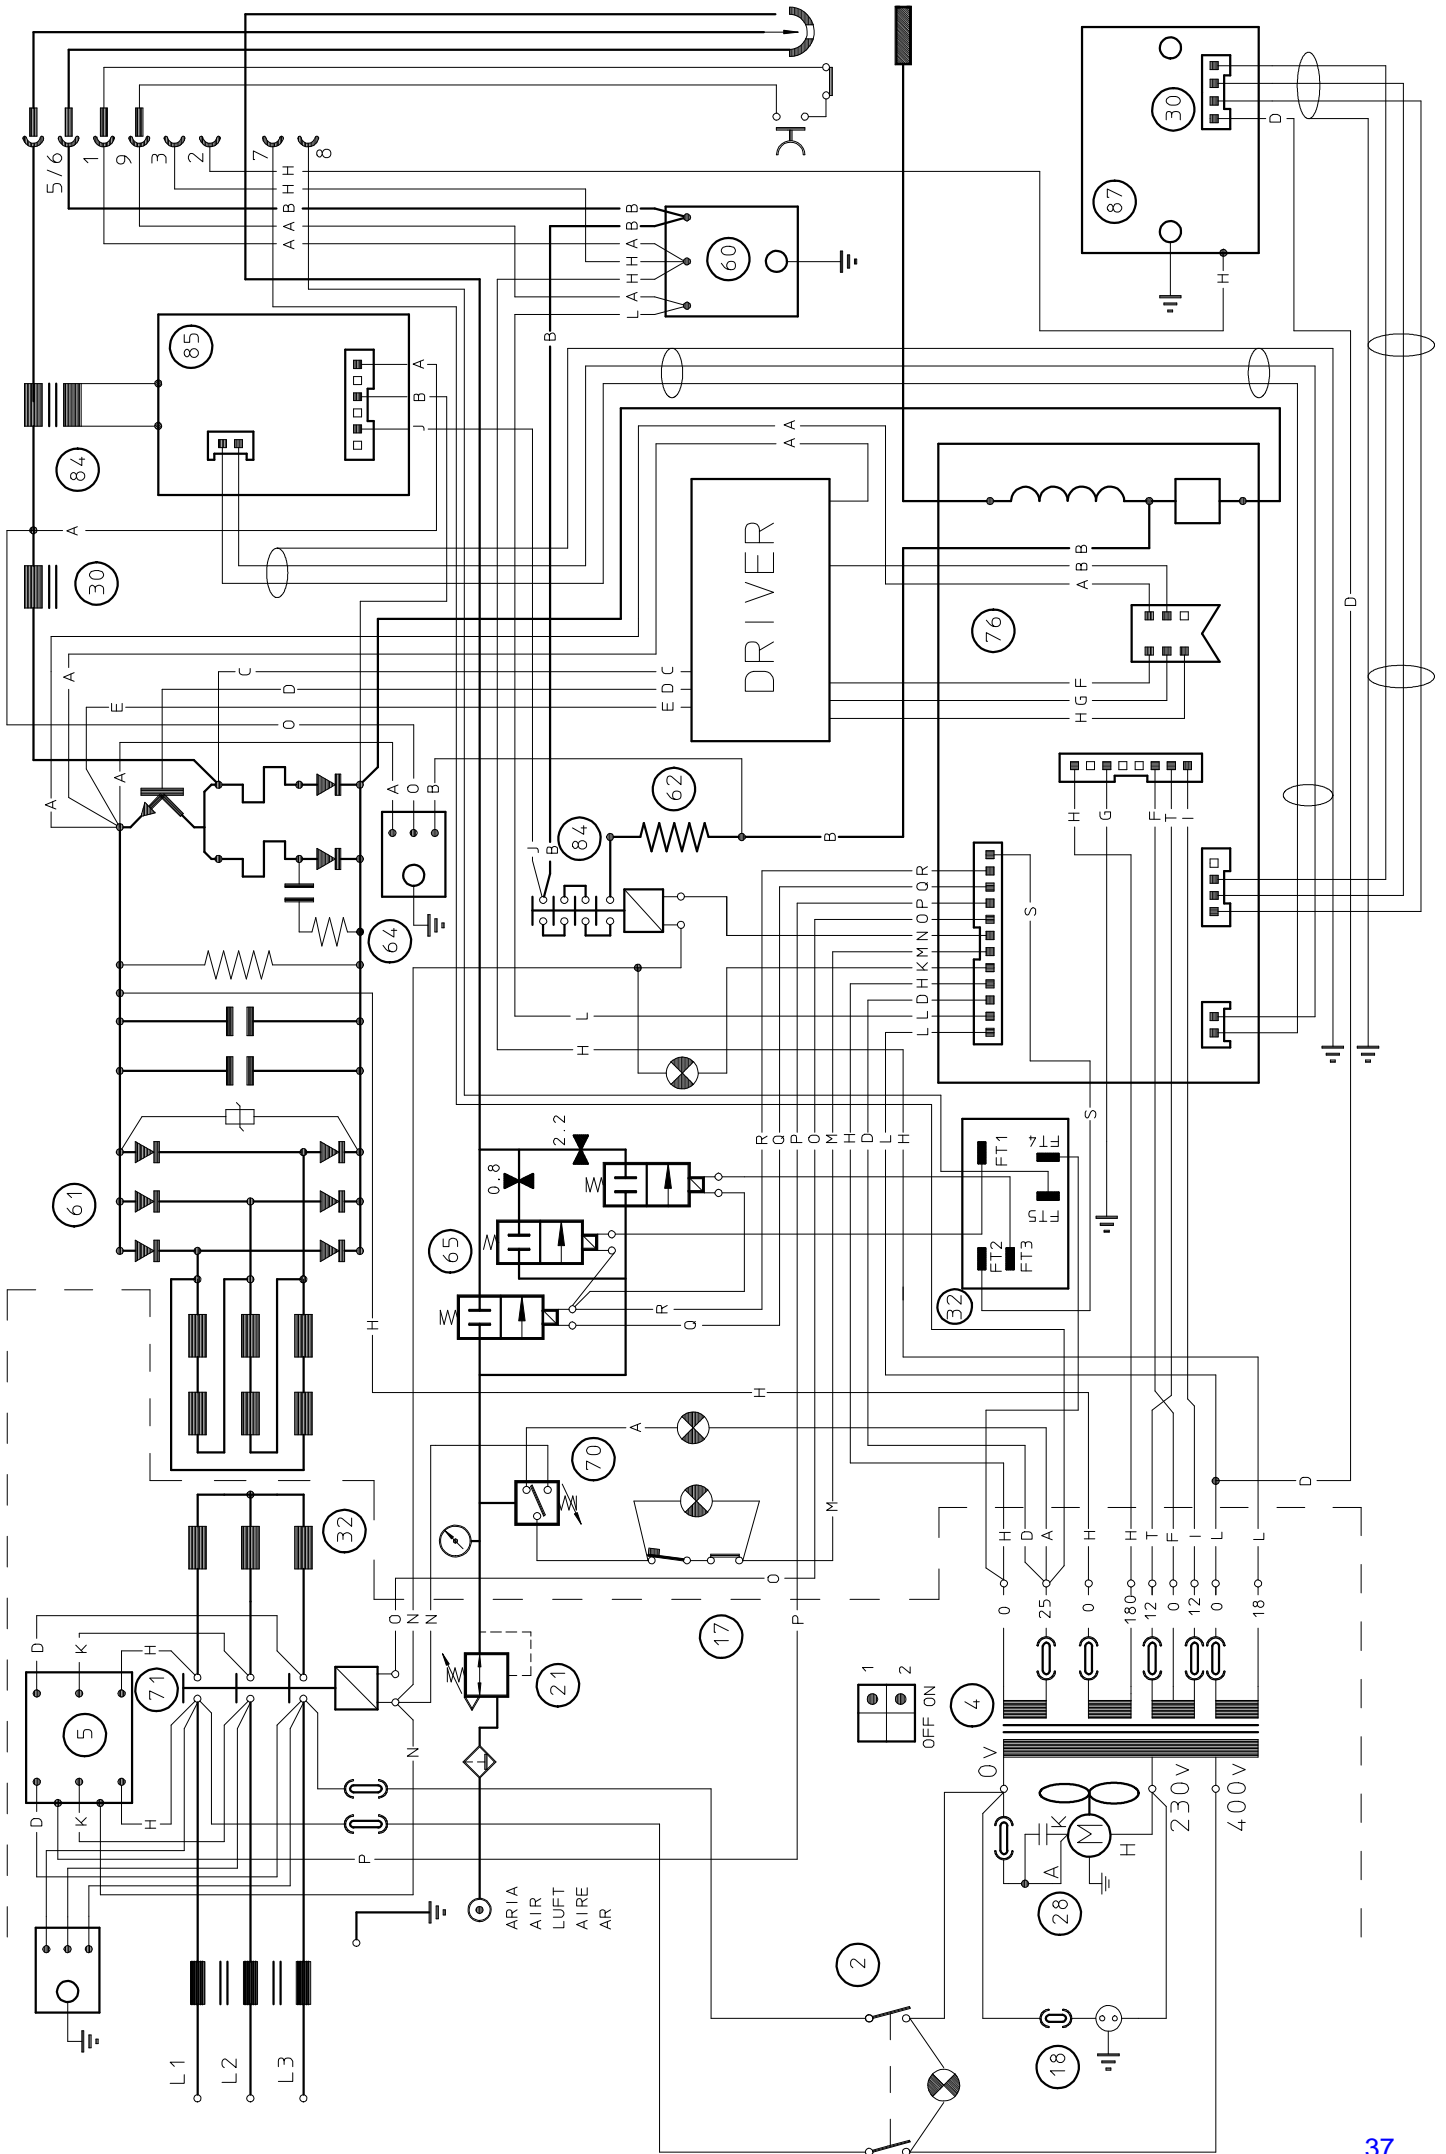 5/6
1
9
3
2
7
8
H
H
B
A
A
B
B
A
H
H
A
L
B
60
87
30
D
H
85
A
B
J
84
A
30
A
A
DRIVER
C
D
E
A
B
B
76
F
G
H
A
A
E
C
D
O
A
A
O
B
64
62
84
J
B
B
R
Q
P
O
N
M
K
H
D
L
L
S
H
G
F
T
I
D
L
H
H
61
0.8
2.2
65
R
Q
R
Q
P
O
M
H
D
L
H
S
FT1
FT4
FT5
FT2
FT3
32
H
A
70
M
32
O
N
N
O
P
17
D
H
D
A
H
H
T
F
I
L
L
0
25
0
180
12
0
12
0
18
D
K
H
71
5
D
K
H
N
P
21
1
2
OFF ON
4
0V
230V
400V
K
M
A
H
28
ARIA
AIR
LUFT
AIRE
AR
2
18
L1
L2
L3
37